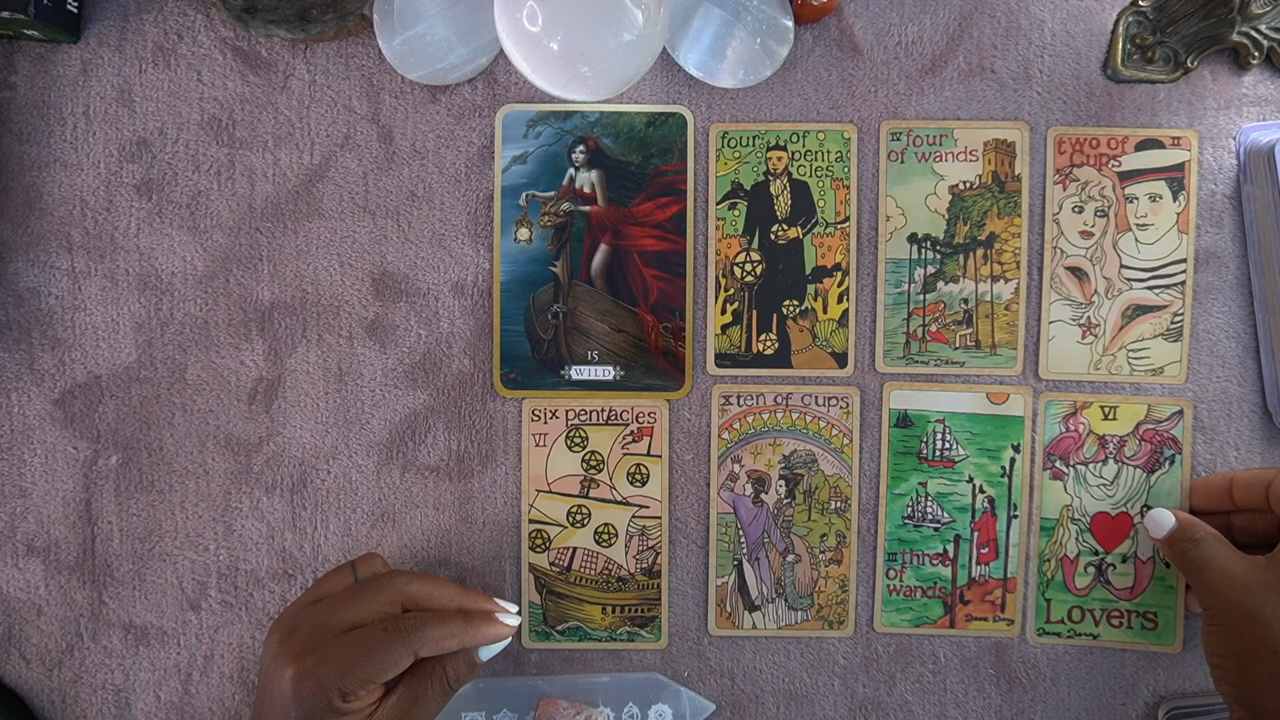 15
WILD
four of
penta
cles
IV four
of wands
two of II
Cups
six pentacles
VI
x ten of cups
III three
of
wands
VI
Lovers